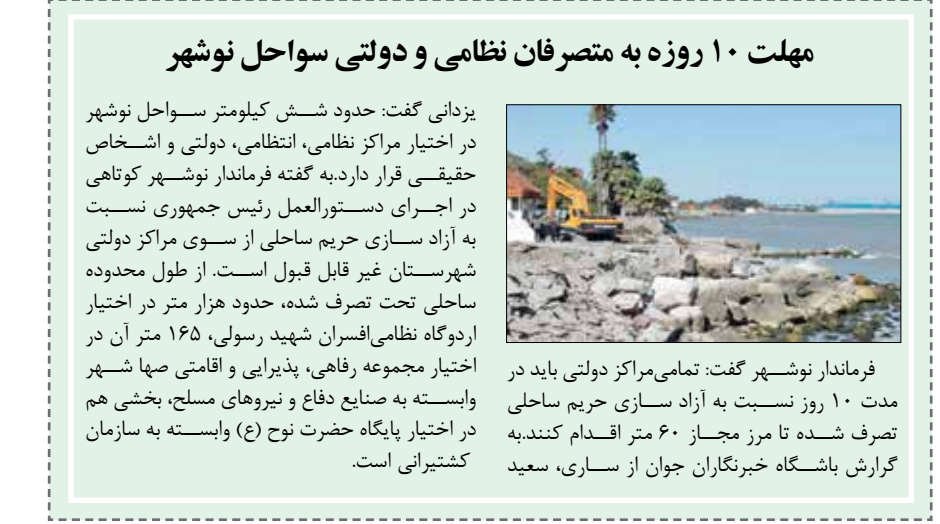 مهلت ۱۰ روزه به متصرفان نظامی و دولتی سواحل نوشهر
فرماندار نوشهر گفت: تمامی‌مراکز دولتی باید در
مدت ۱۰ روز نسبت به آزاد سازی حریم ساحلی
تصرف شده تا مرز مجاز ۶۰ متر اقدام کنند.به
گزارش باشگاه خبرنگاران جوان از ساری، سعید
یزدانی گفت: حدود شش کیلومتر سواحل نوشهر
در اختیار مراکز نظامی، انتظامی، دولتی و اشخاص
حقیقی قرار دارد.به گفته فرماندار نوشهر کوتاهی
در اجرای دستورالعمل رئیس جمهوری نسبت
به آزاد سازی حریم ساحلی از سوی مراکز دولتی
شهرستان غیر قابل قبول است. از طول محدوده
ساحلی تحت تصرف شده، حدود هزار متر در اختیار
اردوگاه نظامی‌افسران شهید رسولی، ۱۶۵ متر آن در
اختیار مجموعه رفاهی، پذیرایی و اقامتی صها شهر
وابسته به صنایع دفاع و نیروهای مسلح، بخشی هم
در اختیار پایگاه حضرت نوح (ع) وابسته به سازمان
کشتیرانی است.